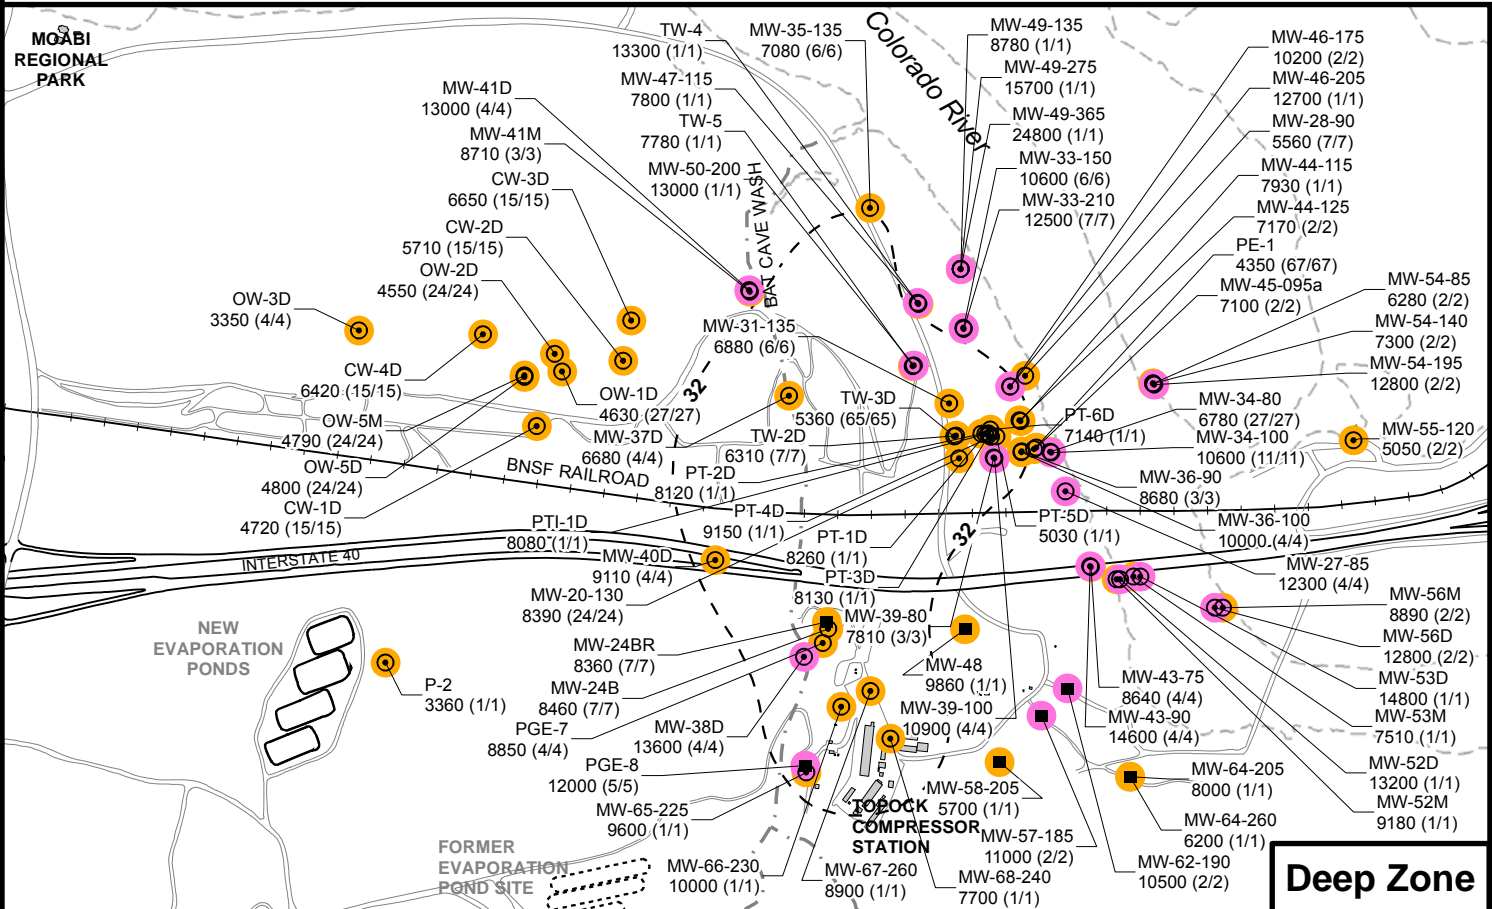 MOABI
REGIONAL
PARK
TW-4
13300 (1/1)
MW-35-135
7080 (6/6)
Colorado River
MW-49-135
8780 (1/1)
MW-49-275
15700 (1/1)
MW-49-365
24800 (1/1)
MW-33-150
10600 (6/6)
MW-33-210
12500 (7/7)
MW-46-175
10200 (2/2)
MW-46-205
12700 (1/1)
MW-28-90
5560 (7/7)
MW-44-115
7930 (1/1)
MW-44-125
7170 (2/2)
PE-1
4350 (67/67)
MW-45-095a
7100 (2/2)
MW-41D
13000 (4/4)
MW-41M
8710 (3/3)
CW-3D
6650 (15/15)
CW-2D
5710 (15/15)
OW-2D
4550 (24/24)
OW-3D
3350 (4/4)
MW-47-115
7800 (1/1)
TW-5
7780 (1/1)
MW-50-200
13000 (1/1)
BAT CAVE WASH
MW-54-85
6280 (2/2)
MW-54-140
7300 (2/2)
MW-54-195
12800 (2/2)
MW-31-135
6880 (6/6)
CW-4D
6420 (15/15)
OW-1D
4630 (27/27)
32
TW-3D
5360 (65/65)
PT-6D
7140 (1/1)
MW-34-80
6780 (27/27)
MW-34-100
10600 (11/11)
MW-55-120
5050 (2/2)
OW-5M
4790 (24/24)
MW-37D
6680 (4/4)
TW-2D
6310 (7/7)
OW-5D
4800 (24/24)
BNSF RAILROAD
PT-2D
8120 (1/1)
MW-36-90
8680 (3/3)
CW-1D
4720 (15/15)
PTI-1D
8080 (1/1)
PT-4D
9150 (1/1)
PT-1D
8260 (1/1)
32
PT-5D
5030 (1/1)
MW-36-100
10000 (4/4)
INTERSTATE 40
MW-40D
9110 (4/4)
PT-3D
8130 (1/1)
MW-27-85
12300 (4/4)
MW-20-130
8390 (24/24)
MW-39-80
7810 (3/3)
MW-56M
8890 (2/2)
MW-56D
12800 (2/2)
NEW
EVAPORATION
PONDS
MW-24BR
8360 (7/7)
MW-48
9860 (1/1)
MW-43-75
8640 (4/4)
MW-53D
14800 (1/1)
P-2
3360 (1/1)
MW-24B
8460 (7/7)
MW-39-100
10900 (4/4)
MW-43-90
14600 (4/4)
MW-53M
7510 (1/1)
PGE-7
8850 (4/4)
MW-38D
13600 (4/4)
PGE-8
12000 (5/5)
MW-52D
13200 (1/1)
MW-64-205
8000 (1/1)
MW-58-205
5700 (1/1)
MW-65-225
9600 (1/1)
MW-52M
9180 (1/1)
TOPOCK
COMPRESSOR
STATION
MW-64-260
6200 (1/1)
MW-57-185
11000 (2/2)
FORMER
EVAPORATION
POND SITE
MW-66-230
10000 (1/1)
MW-67-260
8900 (1/1)
MW-68-240
7700 (1/1)
MW-62-190
10500 (2/2)
Deep Zone